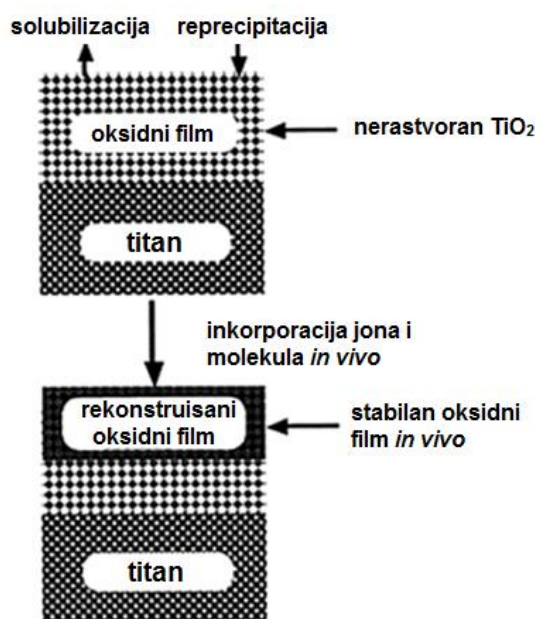 solubilizacija reprecipitacija
oksidni film
nerastvoran TiO₂
titan
inkorporacija jona i
molekula in vivo
rekonstruisani
oksidni film
stabilan oksidni
film in vivo
titan